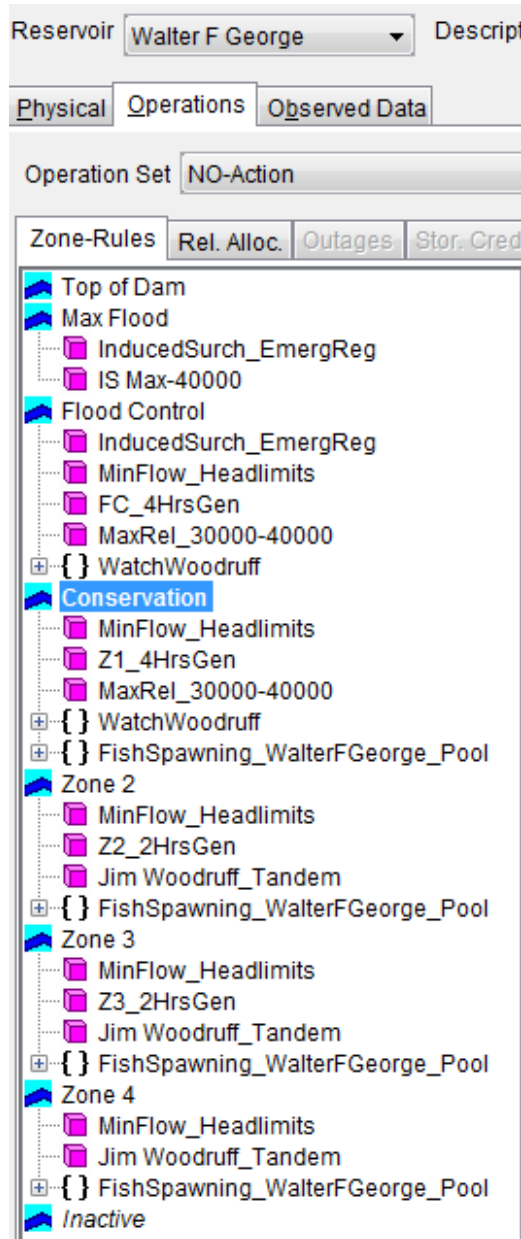 Reservoir Walter F George Descript
Physical Operations Observed Data
Operation Set NO-Action
Zone-Rules Rel. Alloc. Outages Stor. Cred
Top of Dam
Max Flood
InducedSurch_EmergReg
IS Max-40000
Flood Control
InducedSurch_EmergReg
MinFlow_Headlimits
FC_4HrsGen
MaxRel_30000-40000
{ } WatchWoodruff
Conservation
MinFlow_Headlimits
Z1_4HrsGen
MaxRel_30000-40000
{ } WatchWoodruff
{ } FishSpawning_WalterFGeorge_Pool
Zone 2
MinFlow_Headlimits
Z2_2HrsGen
Jim Woodruff_Tandem
{ } FishSpawning_WalterFGeorge_Pool
Zone 3
MinFlow_Headlimits
Z3_2HrsGen
Jim Woodruff_Tandem
{ } FishSpawning_WalterFGeorge_Pool
Zone 4
MinFlow_Headlimits
Jim Woodruff_Tandem
{ } FishSpawning_WalterFGeorge_Pool
Inactive